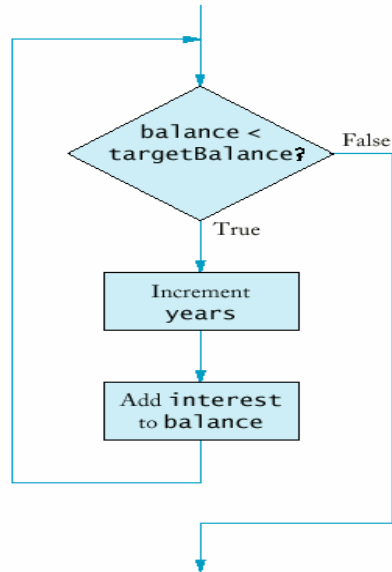 balance <
targetBalance?
False
True
Increment
years
Add interest
to balance